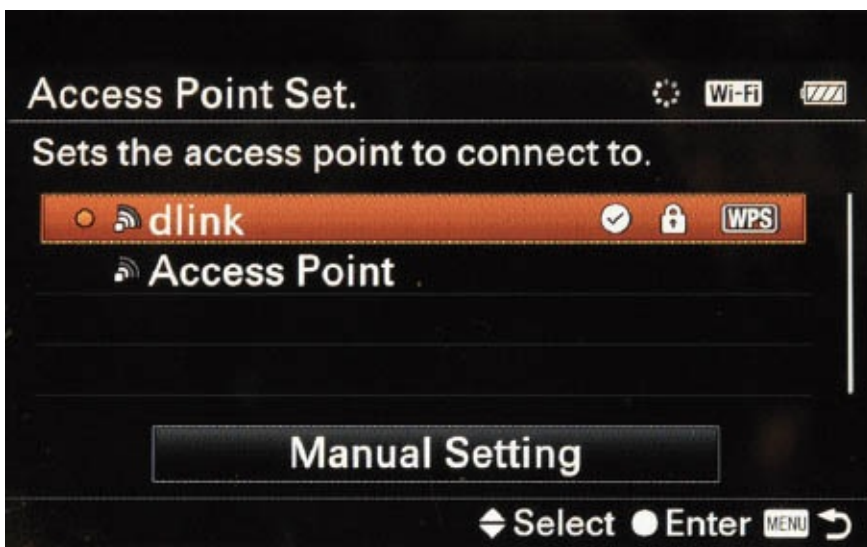 Access Point Set. Wi-Fi
Sets the access point to connect to.
dlink WPS
Access Point
Manual Setting
Select Enter MENU